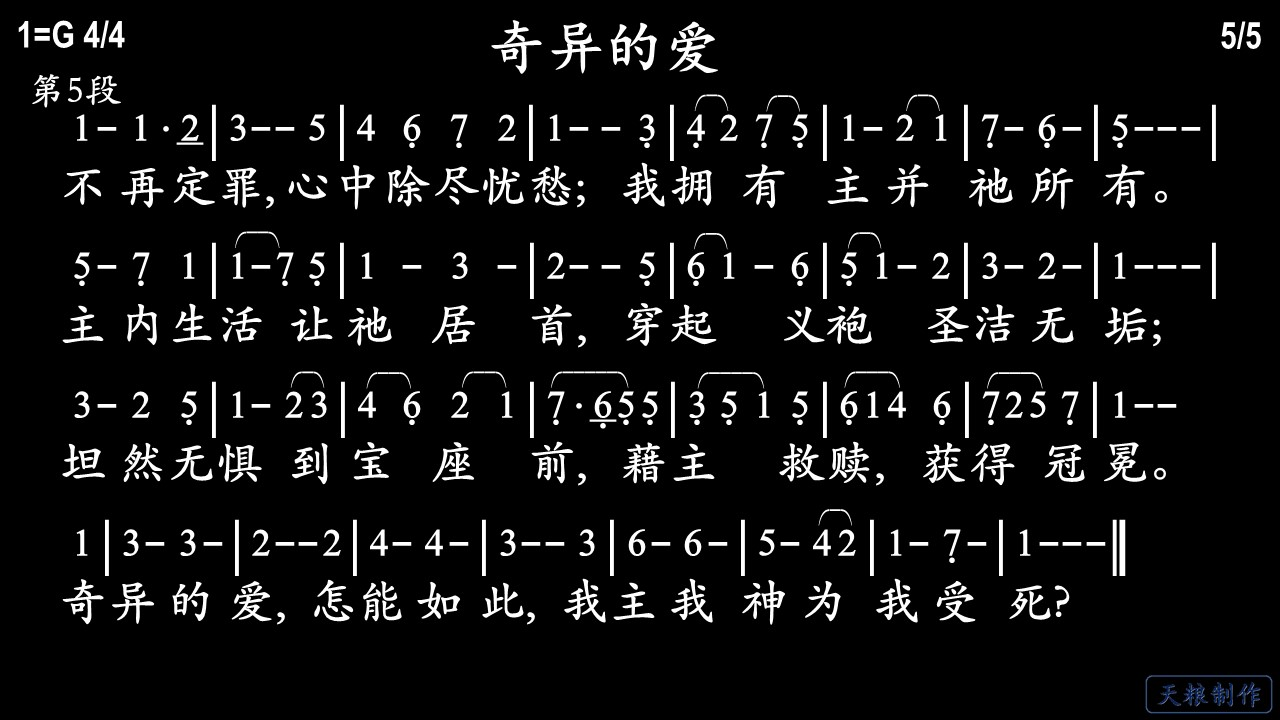 1=G 4/4
奇异的爱
5/5
第5段
1- 1·2|3-- 5|4 6 7 2|1-- 3|4 2 7 5|1- 2 1|7- 6-|5---|
不再定罪,心中除尽忧愁; 我拥有主并祂所有。
5- 7 1|1-7 5|1 - 3 -|2-- 5|6 1 - 6|5 1- 2|3- 2-|1---|
主内生活让祂居首, 穿起义袍圣洁无垢;
3- 2 5|1- 2 3|4 6 2 1|7·6 5 5|3 5 1 5|6 1 4 6|7 2 5 7|1--
坦然无惧到宝座前, 藉主救赎, 获得冠冕。
1|3- 3-|2--2|4- 4-|3-- 3|6- 6-|5- 4 2|1- 7-|1---‖
奇异的爱, 怎能如此, 我主我神为我受死?
天粮制作